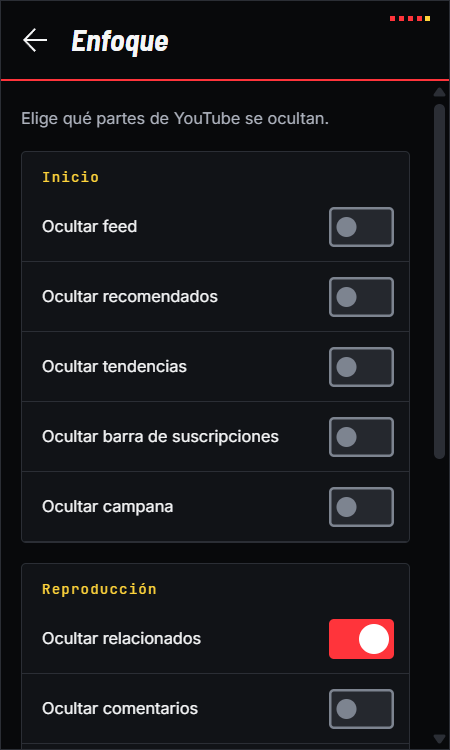 Enfoque
Elige qué partes de YouTube se ocultan.
Inicio
Ocultar feed
Ocultar recomendados
Ocultar tendencias
Ocultar barra de suscripciones
Ocultar campana
Reproducción
Ocultar relacionados
Ocultar comentarios